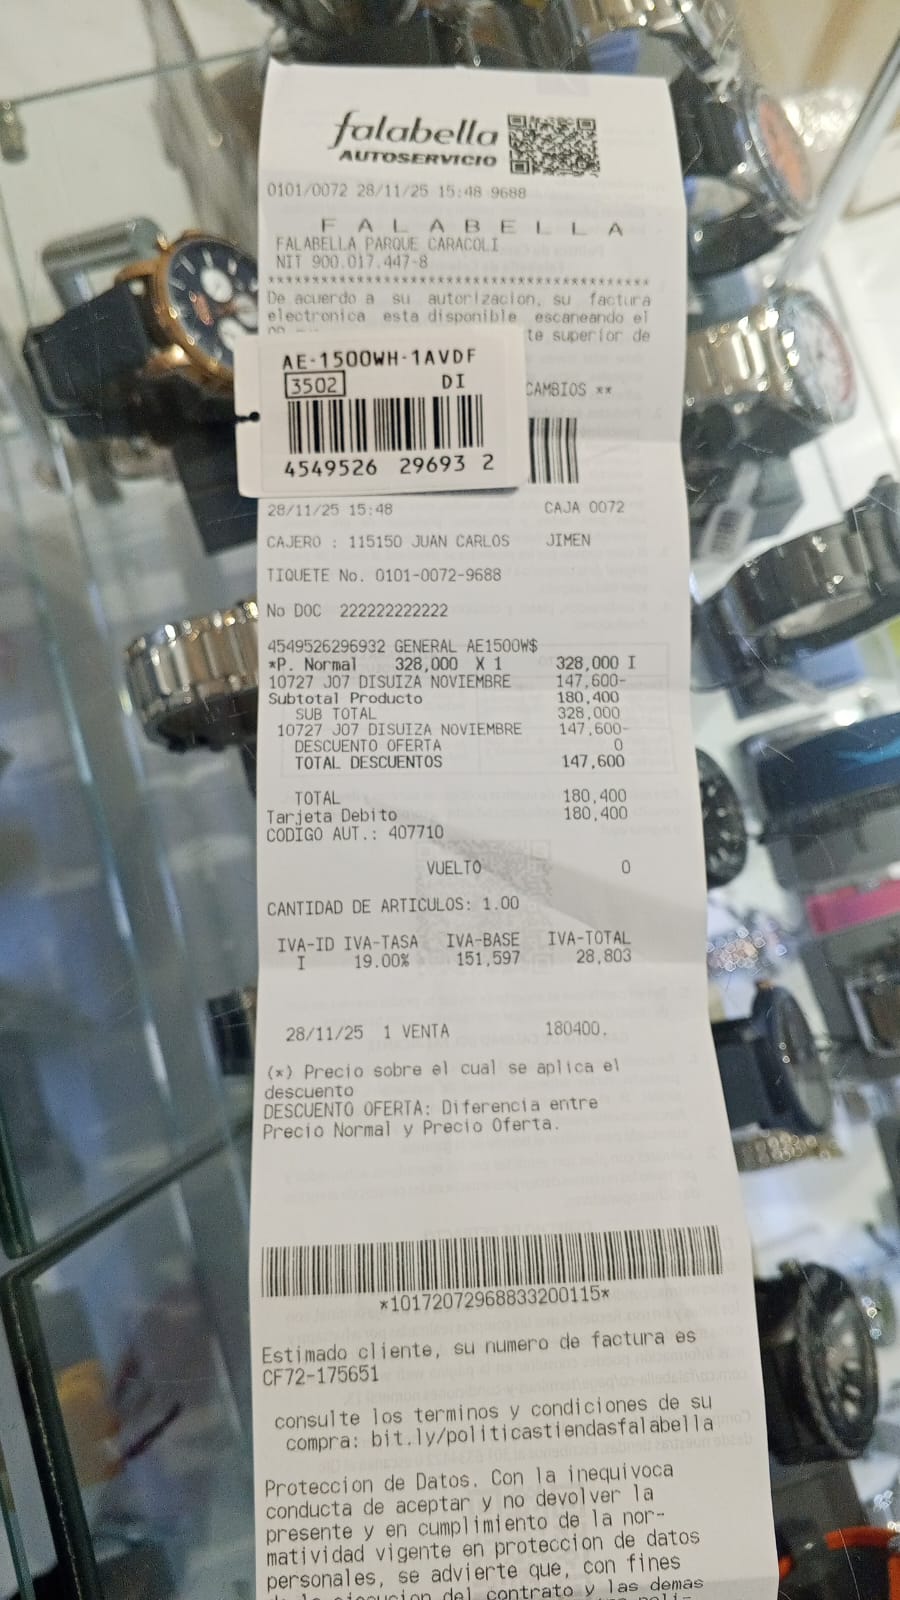 falabella
AUTOSERVICIO
0101/0072 28/11/25 15:48 9688
F A L A B E L L A
FALABELLA PARQUE CARACOLI
NIT 900.017.447-8
******************************************
De acuerdo a su autorizacion, su factura
electronica esta disponible escaneando el
te superior de
AE-1500WH-1AVDF
3502 DI
CAMBIOS **
4549526 29693 2
28/11/25 15:48 CAJA 0072
CAJERO : 115150 JUAN CARLOS JIMEN
TIQUETE No. 0101-0072-9688
No DOC 222222222222
4549526296932 GENERAL AE1500W$
*P. Normal 328,000 X 1 328,000 I
10727 J07 DISUIZA NOVIEMBRE 147,600-
Subtotal Producto 180,400
SUB TOTAL 328,000
10727 J07 DISUIZA NOVIEMBRE 147,600-
DESCUENTO OFERTA 0
TOTAL DESCUENTOS 147,600
TOTAL 180,400
Tarjeta Debito 180,400
CODIGO AUT.: 407710
VUELTO 0
CANTIDAD DE ARTICULOS: 1.00
IVA-ID IVA-TASA IVA-BASE IVA-TOTAL
I 19.00% 151,597 28,803
28/11/25 1 VENTA 180400.
(*) Precio sobre el cual se aplica el
descuento
DESCUENTO OFERTA: Diferencia entre
Precio Normal y Precio Oferta.
*10172072968833200115*
Estimado cliente, su numero de factura es
CF72-175651
consulte los terminos y condiciones de su
compra: bit.ly/politicastiendasfalabella
Proteccion de Datos. Con la inequivoca
conducta de aceptar y no devolver la
presente y en cumplimiento de la nor-
matividad vigente en proteccion de datos
personales, se advierte que, con fines
de la ejecucion del contrato y las demas